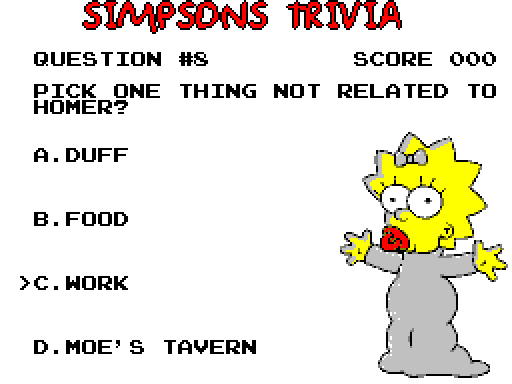 SIMPSONS TRIVIA
QUESTION #8 SCORE 000
PICK ONE THING NOT RELATED TO
HOMER?
A.DUFF
B.FOOD
>C.WORK
D.MOE'S TAVERN